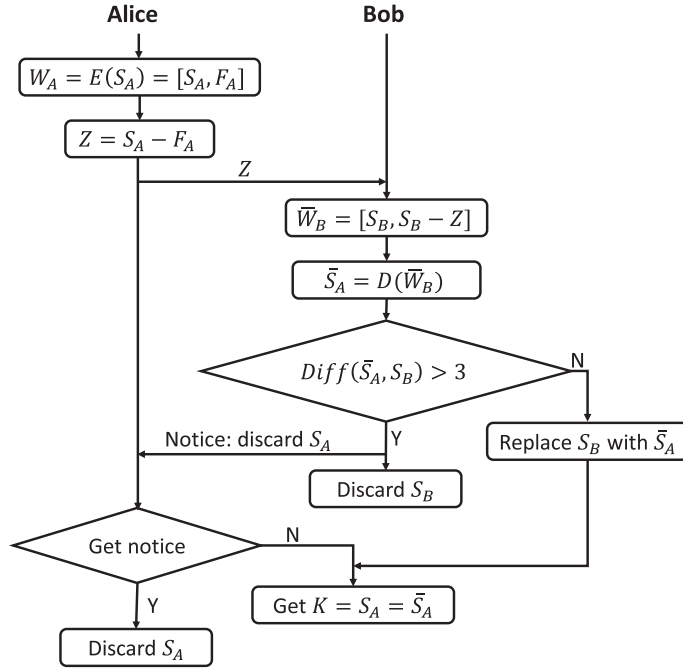 Alice
Bob
W_A = E(S_A) = [S_A, F_A]
Z = S_A − F_A
Z
W̅_B = [S_B, S_B − Z]
S̅_A = D(W̅_B)
Diff(S̅_A, S_B) > 3
N
Y
Notice: discard S_A
Replace S_B with S̅_A
Discard S_B
Get notice
N
Y
Get K = S_A = S̅_A
Discard S_A